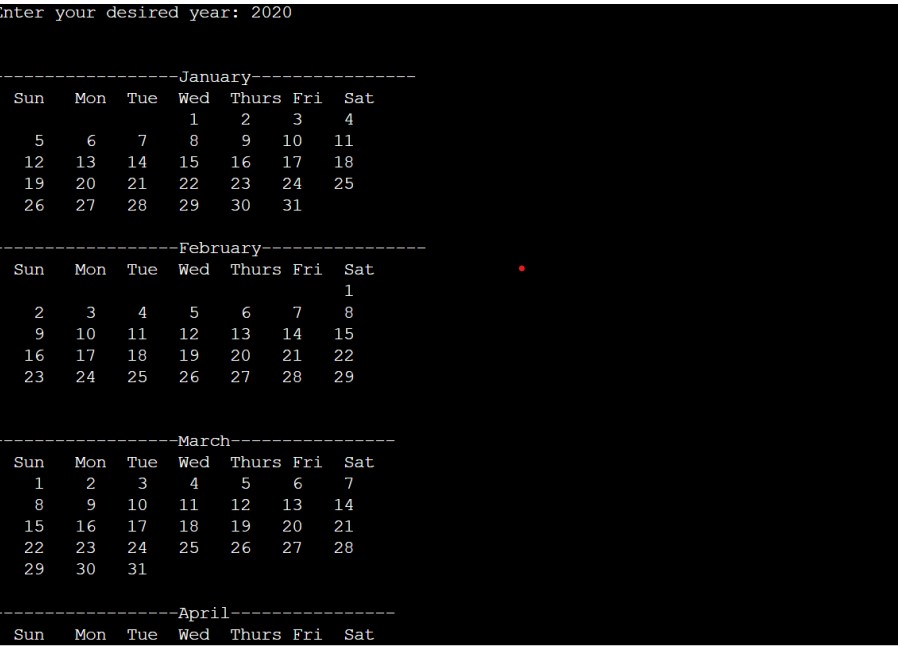 Enter your desired year: 2020
------------------January----------------
Sun   Mon  Tue  Wed  Thurs Fri  Sat
                 1    2    3    4
  5    6    7    8    9   10   11
 12   13   14   15   16   17   18
 19   20   21   22   23   24   25
 26   27   28   29   30   31
------------------February----------------
Sun   Mon  Tue  Wed  Thurs Fri  Sat
                                1
  2    3    4    5    6    7    8
  9   10   11   12   13   14   15
 16   17   18   19   20   21   22
 23   24   25   26   27   28   29
------------------March----------------
Sun   Mon  Tue  Wed  Thurs Fri  Sat
  1    2    3    4    5    6    7
  8    9   10   11   12   13   14
 15   16   17   18   19   20   21
 22   23   24   25   26   27   28
 29   30   31
------------------April----------------
Sun   Mon  Tue  Wed  Thurs Fri  Sat